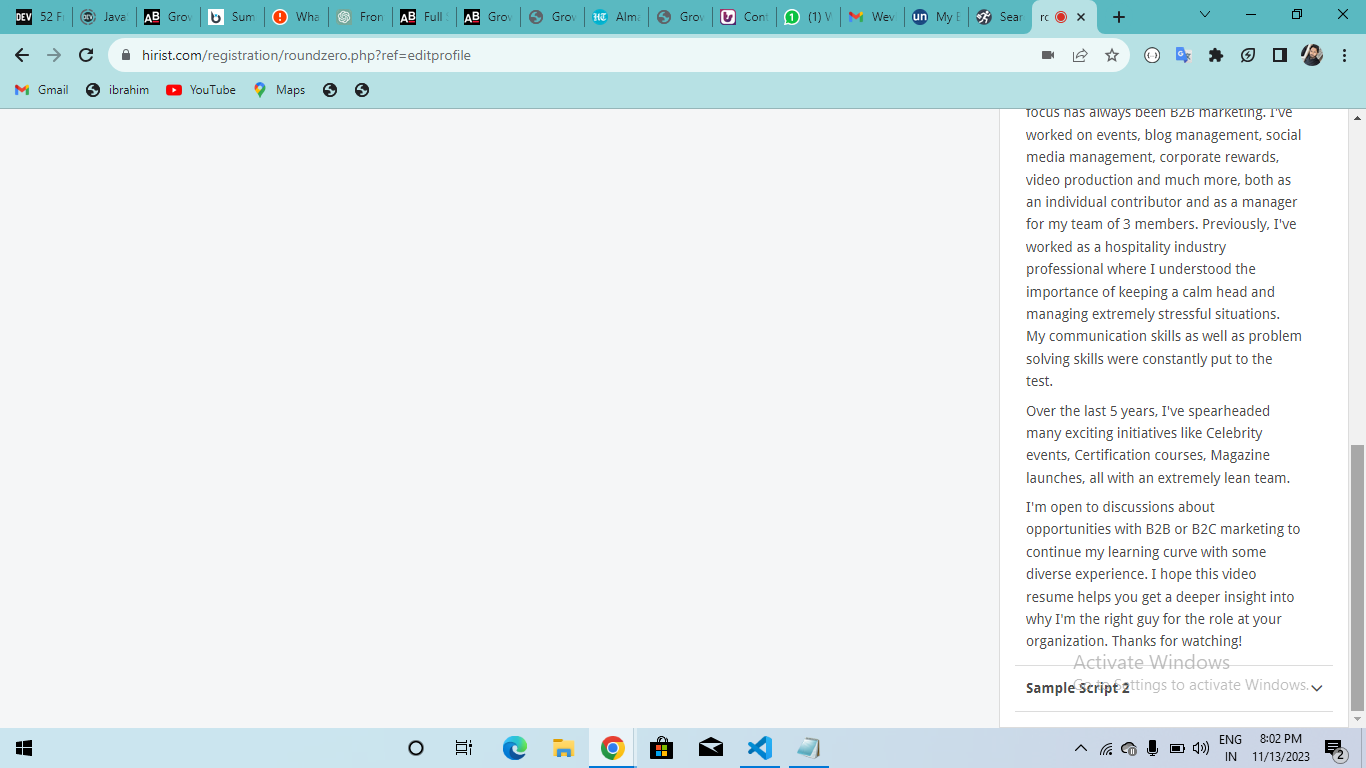 52 F
Java
Grov
Sum
Wha
Fron
Full
Grov
Grov
Alma
Grov
Cont
(1) W
Wev
My E
Sear
rc
hirist.com/registration/roundzero.php?ref=editprofile
Gmail
ibrahim
YouTube
Maps
focus has always been B2B marketing. I've
worked on events, blog management, social
media management, corporate rewards,
video production and much more, both as
an individual contributor and as a manager
for my team of 3 members. Previously, I've
worked as a hospitality industry
professional where I understood the
importance of keeping a calm head and
managing extremely stressful situations.
My communication skills as well as problem
solving skills were constantly put to the
test.
Over the last 5 years, I've spearheaded
many exciting initiatives like Celebrity
events, Certification courses, Magazine
launches, all with an extremely lean team.
I'm open to discussions about
opportunities with B2B or B2C marketing to
continue my learning curve with some
diverse experience. I hope this video
resume helps you get a deeper insight into
why I'm the right guy for the role at your
organization. Thanks for watching!
Activate Windows
Go to Settings to activate Windows.
Sample Script 2
ENG
IN
8:02 PM
11/13/2023
2